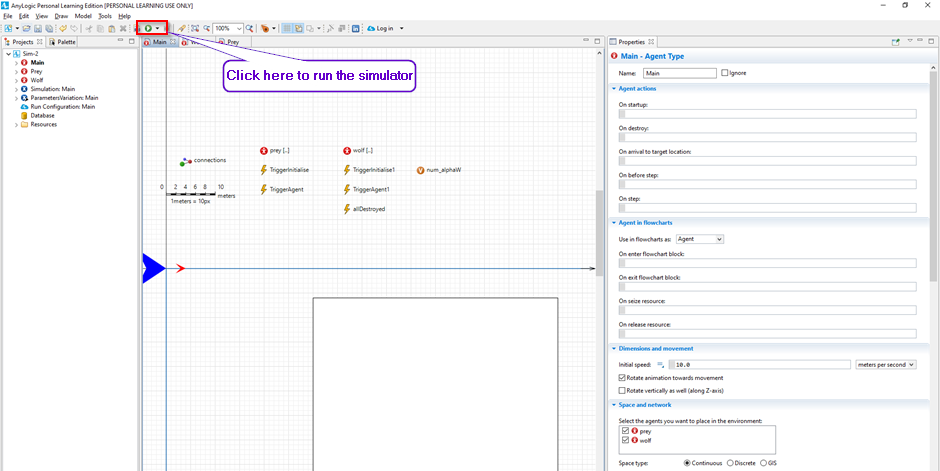 AnyLogic Personal Learning Edition [PERSONAL LEARNING USE ONLY]
File Edit View Draw Model Tools Help
100%
Log in
Projects
Palette
Main
Prey
Properties
Click here to run the simulator
Sim-2
Main
Prey
Wolf
Simulation: Main
ParametersVariation: Main
Run Configuration: Main
Database
Resources
connections
0 2 4 6 8 10
meters
1meters = 10px
prey [..]
wolf [..]
TriggerInitialise
TriggerInitialise1
num_alphaW
TriggerAgent
TriggerAgent1
allDestroyed
Main - Agent Type
Name:
Main
Ignore
Agent actions
On startup:
On destroy:
On arrival to target location:
On before step:
On step:
Agent in flowcharts
Use in flowcharts as:
Agent
On enter flowchart block:
On exit flowchart block:
On seize resource:
On release resource:
Dimensions and movement
Initial speed:
10.0
meters per second
Rotate animation towards movement
Rotate vertically as well (along Z-axis)
Space and network
Select the agents you want to place in the environment:
prey
wolf
Space type:
Continuous
Discrete
GIS